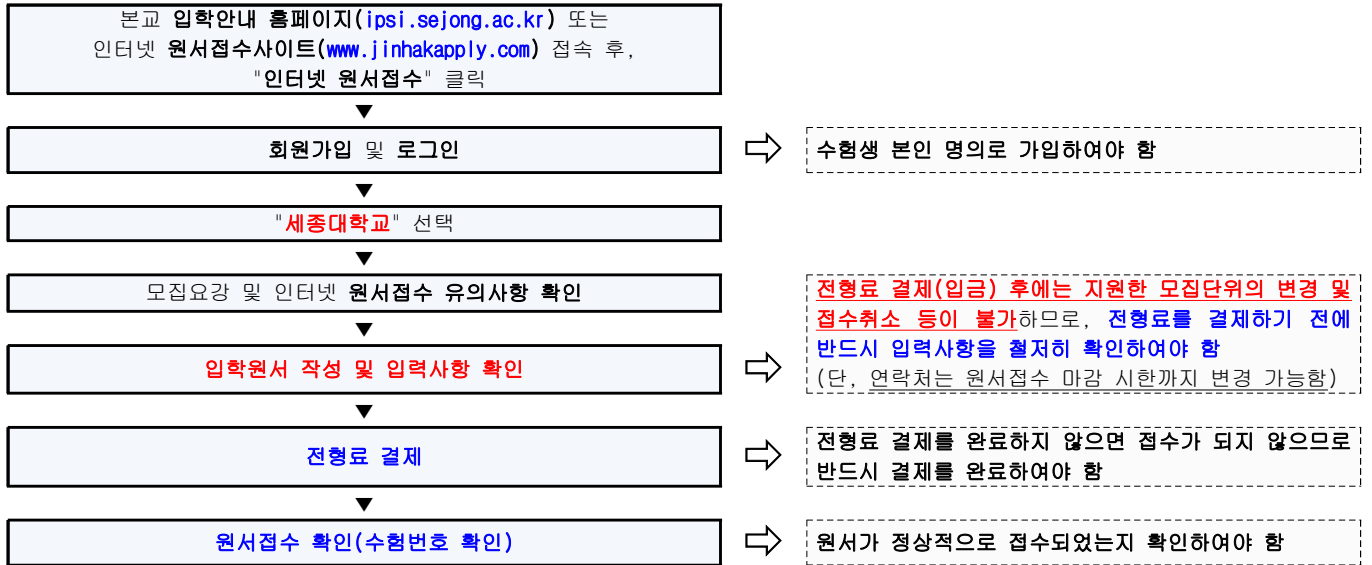 본교 입학안내 홈페이지(ipsi.sejong.ac.kr) 또는
인터넷 원서접수사이트(www.jinhakapply.com) 접속 후,
"인터넷 원서접수" 클릭
▼
회원가입 및 로그인
수험생 본인 명의로 가입하여야 함
▼
"세종대학교" 선택
▼
모집요강 및 인터넷 원서접수 유의사항 확인
▼
입학원서 작성 및 입력사항 확인
전형료 결제(입금) 후에는 지원한 모집단위의 변경 및
접수취소 등이 불가하므로, 전형료를 결제하기 전에
반드시 입력사항을 철저히 확인하여야 함
(단, 연락처는 원서접수 마감 시한까지 변경 가능함)
▼
전형료 결제
전형료 결제를 완료하지 않으면 접수가 되지 않으므로
반드시 결제를 완료하여야 함
▼
원서접수 확인(수험번호 확인)
원서가 정상적으로 접수되었는지 확인하여야 함